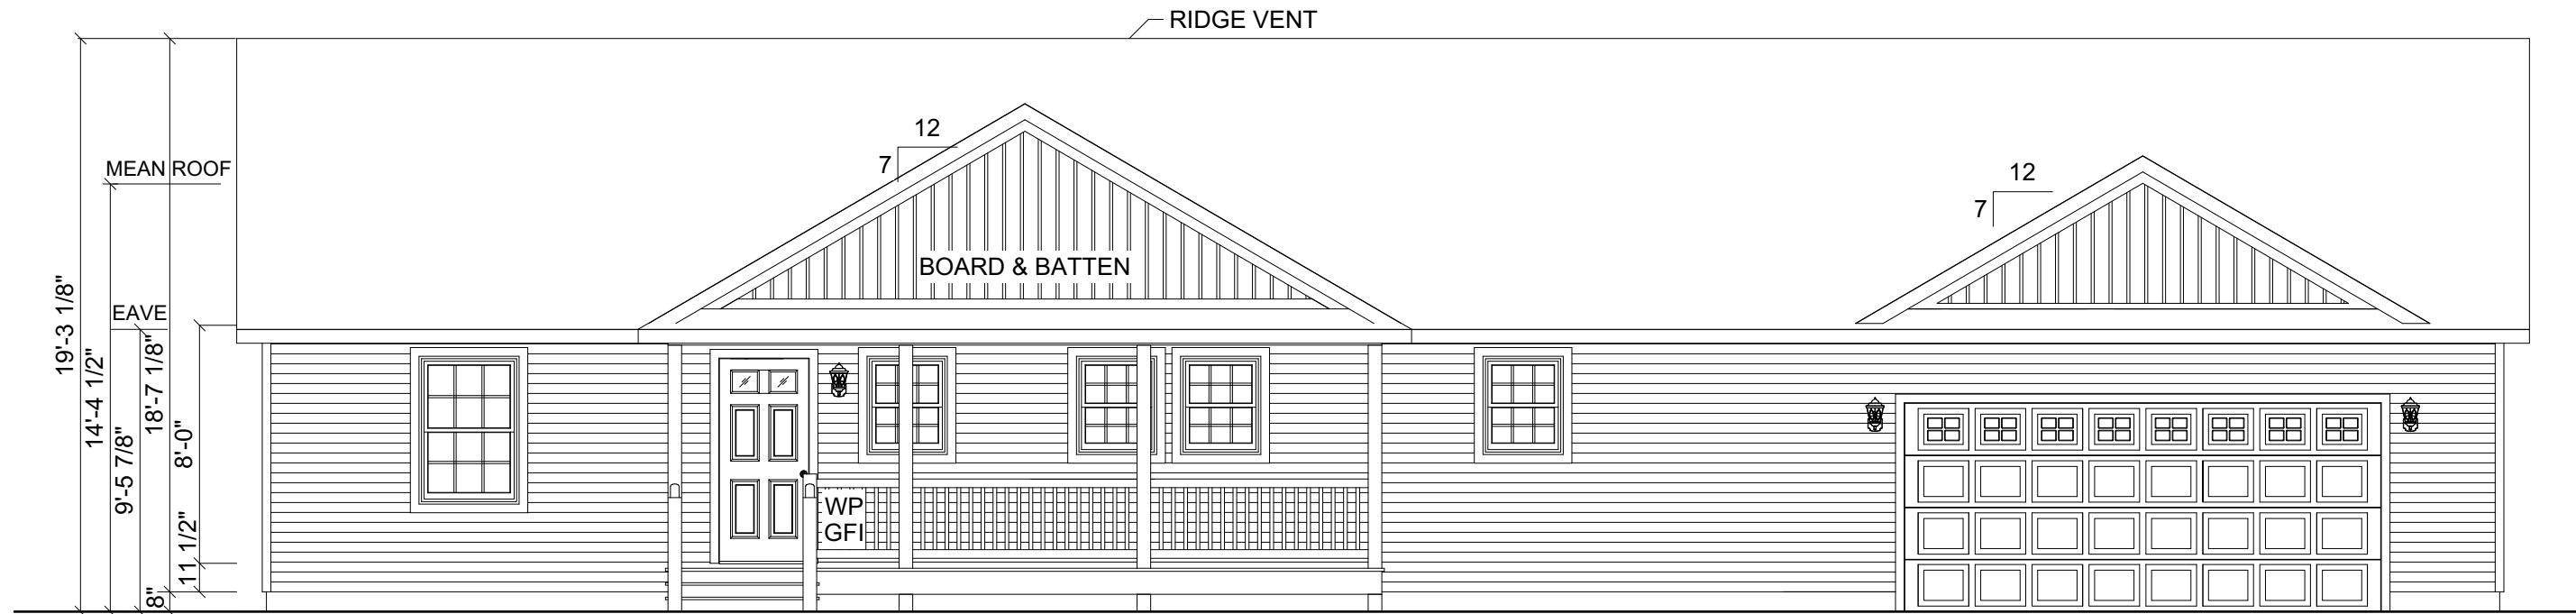 RIDGE VENT
12
7
MEAN ROOF
12
7
BOARD & BATTEN
EAVE
19'-3 1/8"
14'-4 1/2"
9'-5 7/8"
18'-7 1/8"
8'-0"
11 1/2"
8"
WP
GFI